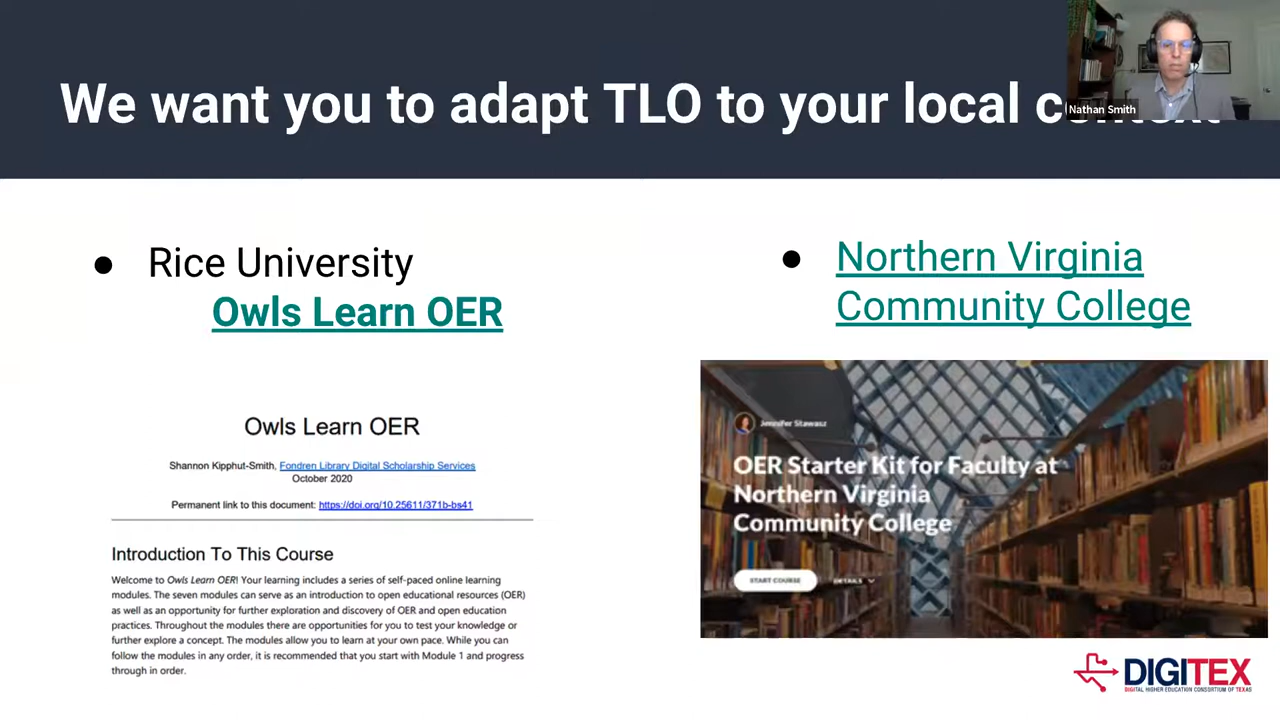 We want you to adapt TLO to your local context
Nathan Smith
● Rice University
Owls Learn OER
● Northern Virginia
Community College
Owls Learn OER
Shannon Kipphut-Smith, Fondren Library Digital Scholarship Services
October 2020
Permanent link to this document: https://doi.org/10.25611/371b-bs41
Introduction To This Course
Welcome to Owls Learn OER! Your learning includes a series of self-paced online learning
modules. The seven modules can serve as an introduction to open educational resources (OER)
as well as an opportunity for further exploration and discovery of OER and open education
practices. Throughout the modules there are opportunities for you to test your knowledge or
further explore a concept. The modules allow you to learn at your own pace. While you can
follow the modules in any order, it is recommended that you start with Module 1 and progress
through in order.
Jennifer Stawasz
OER Starter Kit for Faculty at
Northern Virginia
Community College
START COURSE
DETAILS
DIGITEX
DIGITAL HIGHER EDUCATION CONSORTIUM OF TEXAS